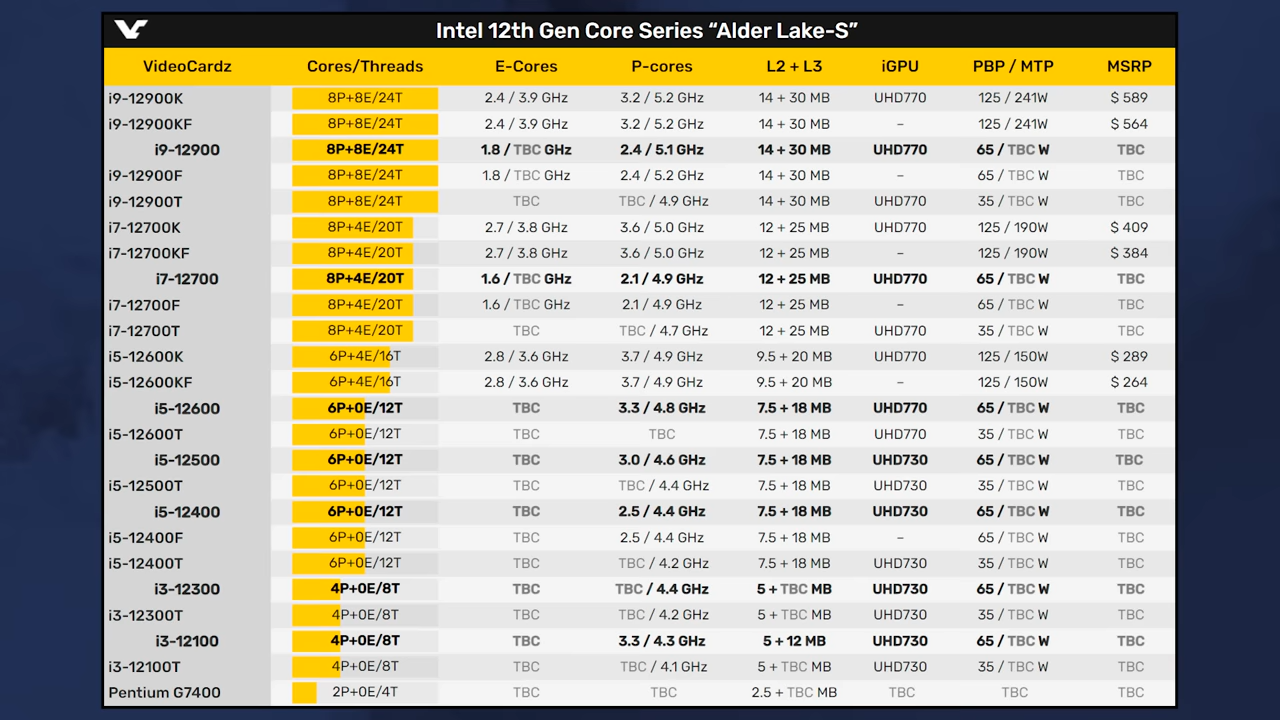 Intel 12th Gen Core Series “Alder Lake-S”
VideoCardz Cores/Threads E-Cores P-cores L2 + L3 iGPU PBP / MTP MSRP
i9-12900K 8P+8E/24T 2.4 / 3.9 GHz 3.2 / 5.2 GHz 14 + 30 MB UHD770 125 / 241W $ 589
i9-12900KF 8P+8E/24T 2.4 / 3.9 GHz 3.2 / 5.2 GHz 14 + 30 MB – 125 / 241W $ 564
i9-12900 8P+8E/24T 1.8 / TBC GHz 2.4 / 5.1 GHz 14 + 30 MB UHD770 65 / TBC W TBC
i9-12900F 8P+8E/24T 1.8 / TBC GHz 2.4 / 5.2 GHz 14 + 30 MB – 65 / TBC W TBC
i9-12900T 8P+8E/24T TBC TBC / 4.9 GHz 14 + 30 MB UHD770 35 / TBC W TBC
i7-12700K 8P+4E/20T 2.7 / 3.8 GHz 3.6 / 5.0 GHz 12 + 25 MB UHD770 125 / 190W $ 409
i7-12700KF 8P+4E/20T 2.7 / 3.8 GHz 3.6 / 5.0 GHz 12 + 25 MB – 125 / 190W $ 384
i7-12700 8P+4E/20T 1.6 / TBC GHz 2.1 / 4.9 GHz 12 + 25 MB UHD770 65 / TBC W TBC
i7-12700F 8P+4E/20T 1.6 / TBC GHz 2.1 / 4.9 GHz 12 + 25 MB – 65 / TBC W TBC
i7-12700T 8P+4E/20T TBC TBC / 4.7 GHz 12 + 25 MB UHD770 35 / TBC W TBC
i5-12600K 6P+4E/16T 2.8 / 3.6 GHz 3.7 / 4.9 GHz 9.5 + 20 MB UHD770 125 / 150W $ 289
i5-12600KF 6P+4E/16T 2.8 / 3.6 GHz 3.7 / 4.9 GHz 9.5 + 20 MB – 125 / 150W $ 264
i5-12600 6P+0E/12T TBC 3.3 / 4.8 GHz 7.5 + 18 MB UHD770 65 / TBC W TBC
i5-12600T 6P+0E/12T TBC TBC 7.5 + 18 MB UHD770 35 / TBC W TBC
i5-12500 6P+0E/12T TBC 3.0 / 4.6 GHz 7.5 + 18 MB UHD730 65 / TBC W TBC
i5-12500T 6P+0E/12T TBC TBC / 4.4 GHz 7.5 + 18 MB UHD730 35 / TBC W TBC
i5-12400 6P+0E/12T TBC 2.5 / 4.4 GHz 7.5 + 18 MB UHD730 65 / TBC W TBC
i5-12400F 6P+0E/12T TBC 2.5 / 4.4 GHz 7.5 + 18 MB – 65 / TBC W TBC
i5-12400T 6P+0E/12T TBC TBC / 4.2 GHz 7.5 + 18 MB UHD730 35 / TBC W TBC
i3-12300 4P+0E/8T TBC TBC / 4.4 GHz 5 + TBC MB UHD730 65 / TBC W TBC
i3-12300T 4P+0E/8T TBC TBC / 4.2 GHz 5 + TBC MB UHD730 35 / TBC W TBC
i3-12100 4P+0E/8T TBC 3.3 / 4.3 GHz 5 + 12 MB UHD730 65 / TBC W TBC
i3-12100T 4P+0E/8T TBC TBC / 4.1 GHz 5 + TBC MB UHD730 35 / TBC W TBC
Pentium G7400 2P+0E/4T TBC TBC 2.5 + TBC MB TBC TBC TBC